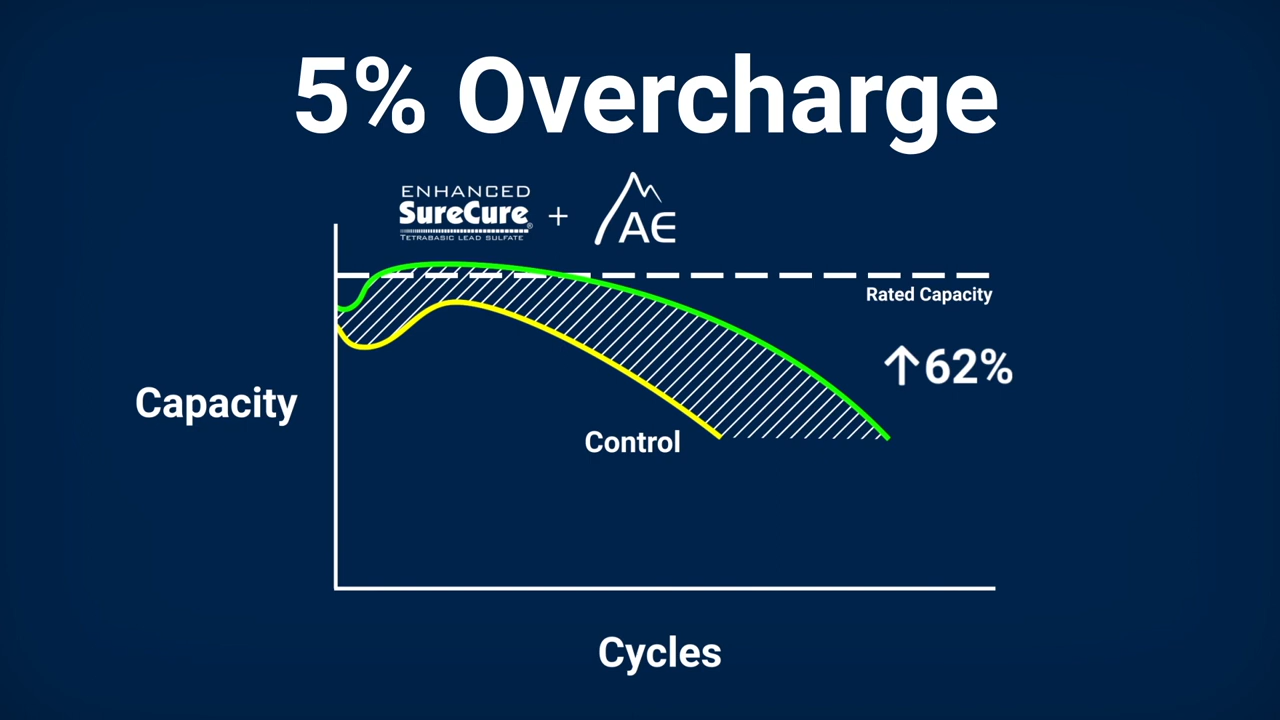 5% Overcharge
ENHANCED
SureCure®
TETRABASIC LEAD SULFATE
+
AE
Rated Capacity
↑62%
Capacity
Control
Cycles